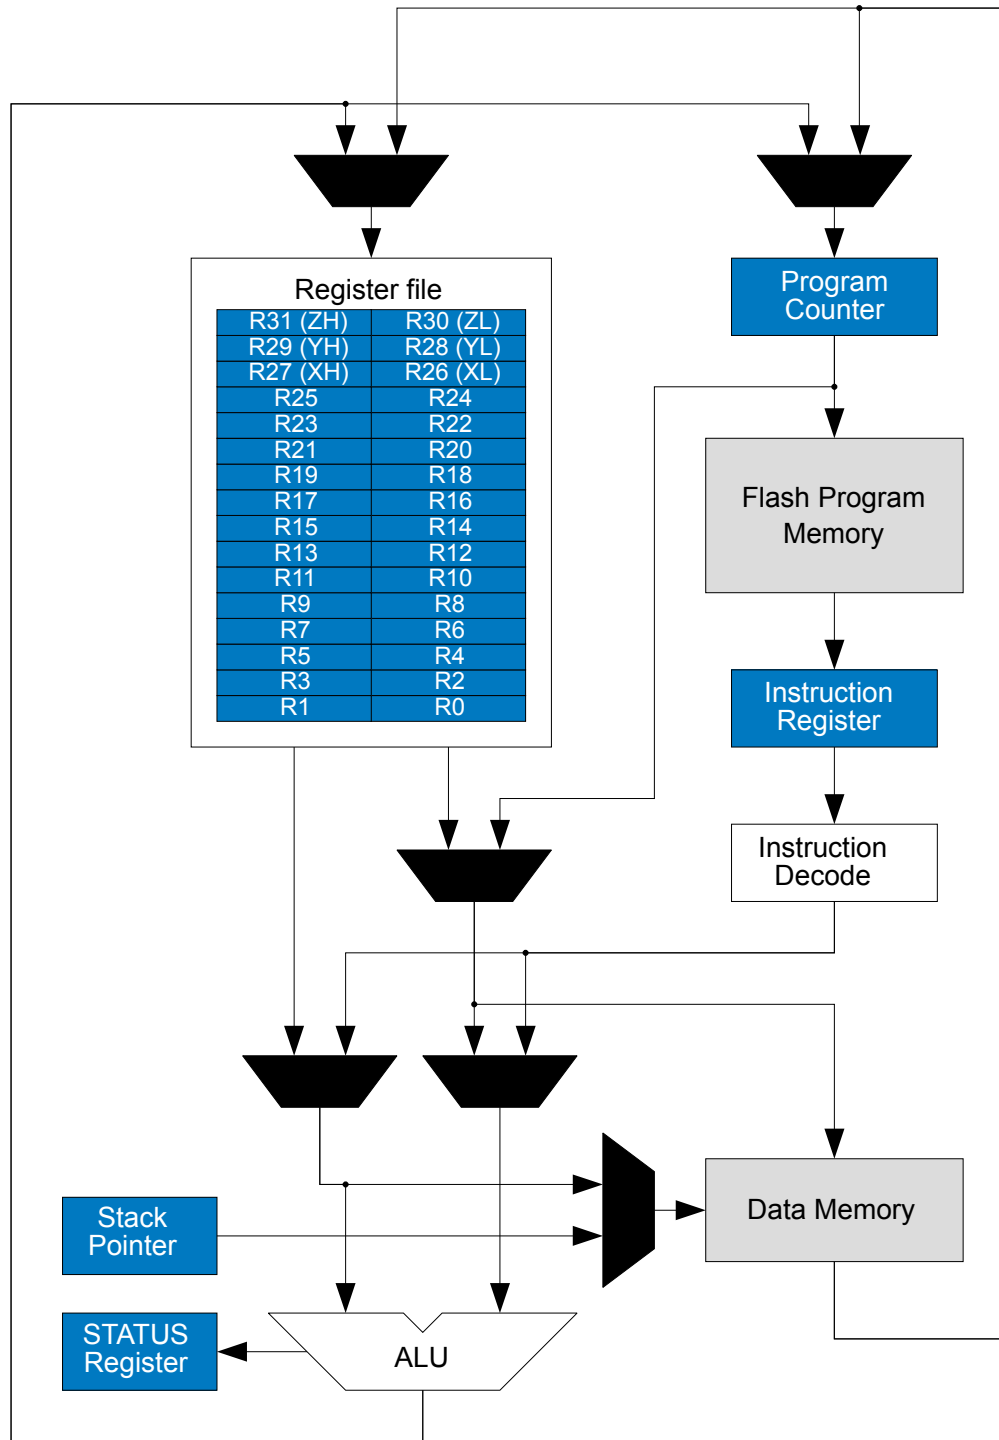 Register file
R31 (ZH) R30 (ZL)
R29 (YH) R28 (YL)
R27 (XH) R26 (XL)
R25 R24
R23 R22
R21 R20
R19 R18
R17 R16
R15 R14
R13 R12
R11 R10
R9 R8
R7 R6
R5 R4
R3 R2
R1 R0
Program
Counter
Flash Program
Memory
Instruction
Register
Instruction
Decode
Data Memory
Stack
Pointer
STATUS
Register
ALU